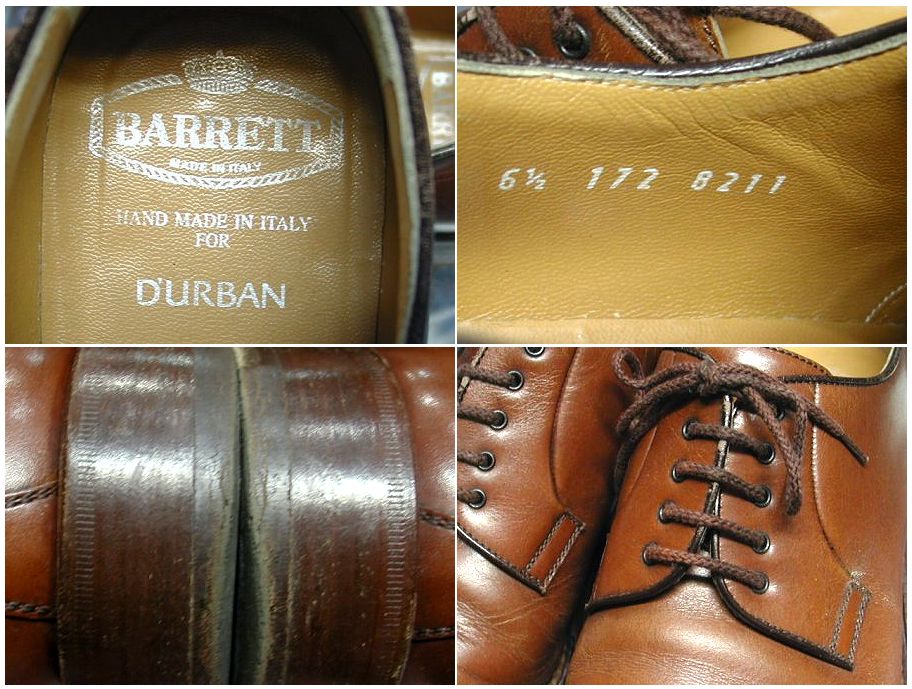 BARRETT
MADE IN ITALY
HAND MADE IN ITALY
FOR
D'URBAN
6½ 172 8211